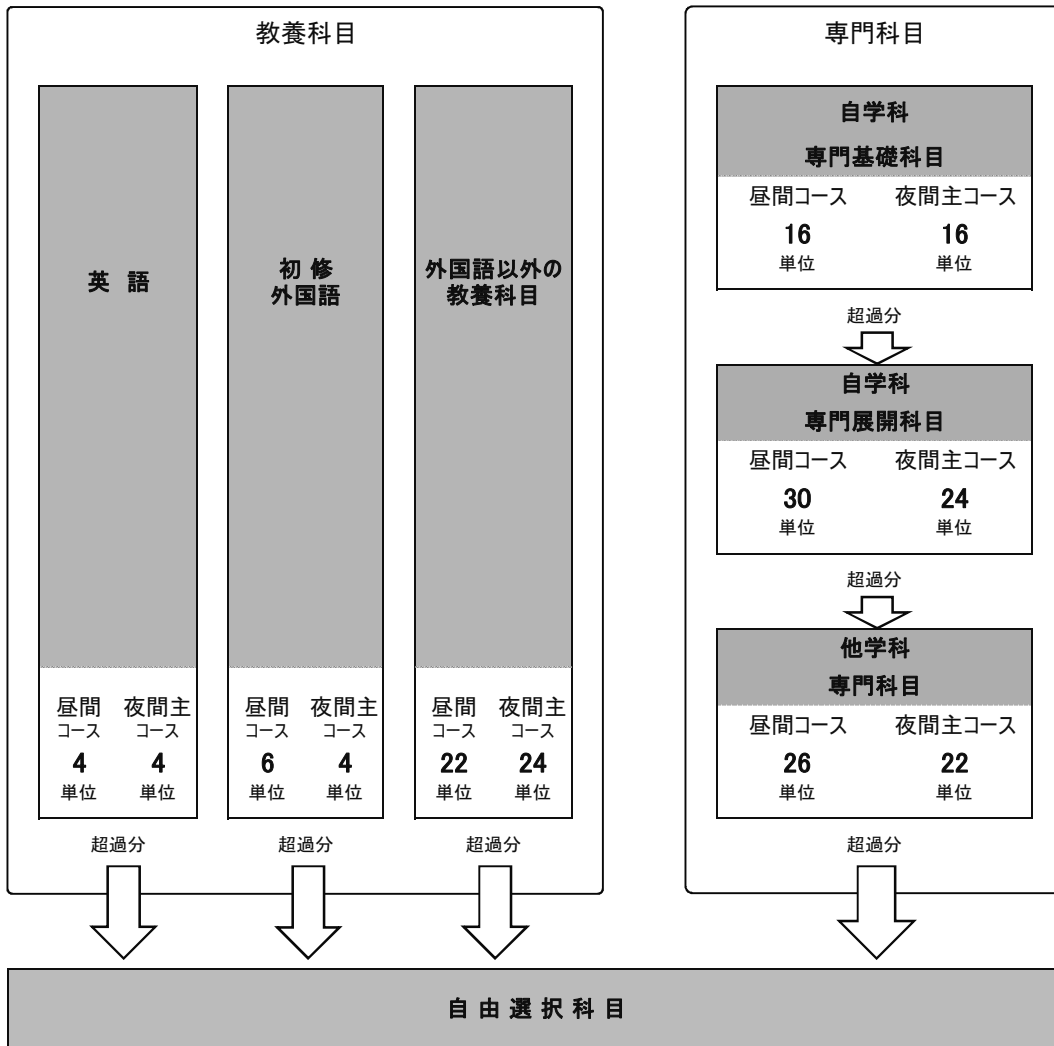 教養科目
英 語
初 修
外国語
外国語以外の
教養科目
昼間 夜間主
コース コース
4 4
単位 単位
昼間 夜間主
コース コース
6 4
単位 単位
昼間 夜間主
コース コース
22 24
単位 単位
超過分
超過分
超過分
専門科目
自学科
専門基礎科目
昼間コース 夜間主コース
16 16
単位 単位
超過分
自学科
専門展開科目
昼間コース 夜間主コース
30 24
単位 単位
超過分
他学科
専門科目
昼間コース 夜間主コース
26 22
単位 単位
超過分
自 由 選 択 科 目